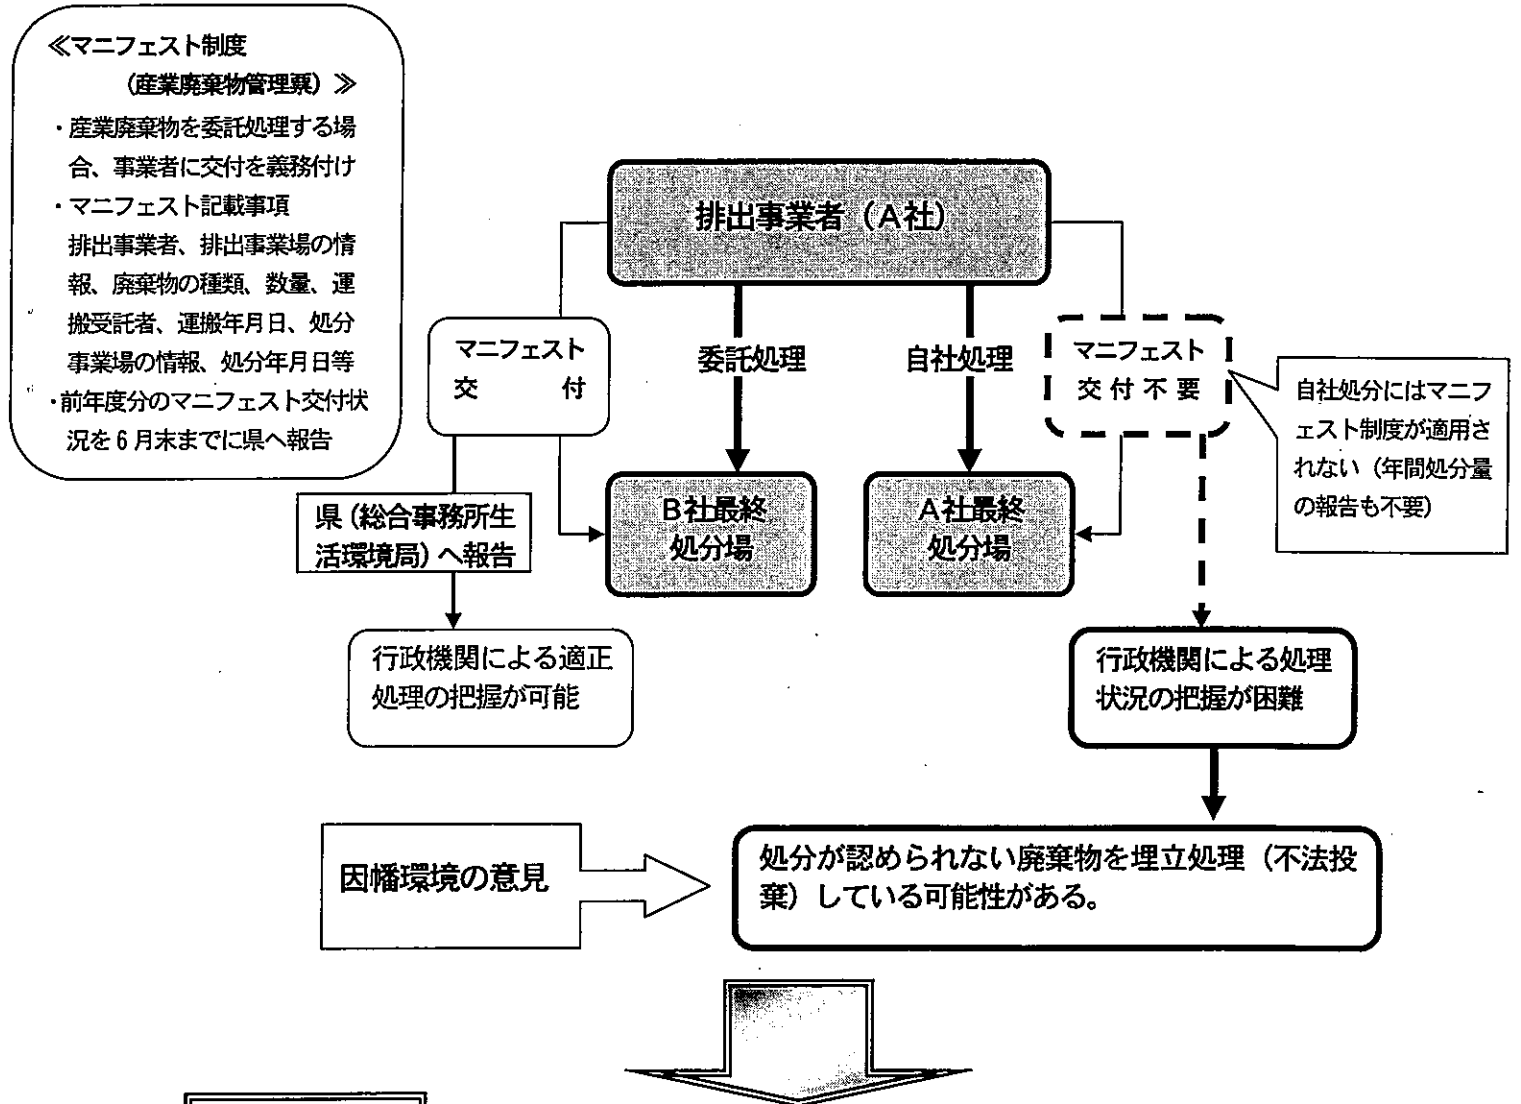 ≪マニフェスト制度
（産業廃棄物管理票）≫
・産業廃棄物を委託処理する場
合、事業者に交付を義務付け
・マニフェスト記載事項
排出事業者、排出事業場の情
報、廃棄物の種類、数量、運
搬受託者、運搬年月日、処分
事業場の情報、処分年月日等
・前年度分のマニフェスト交付状
況を6月末までに県へ報告
排出事業者（A社）
マニフェスト
交　　付
委託処理
自社処理
マニフェスト
交付不要
自社処分にはマニフ
ェスト制度が適用さ
れない（年間処分量
の報告も不要）
県（総合事務所生
活環境局）へ報告
B社最終
処分場
A社最終
処分場
行政機関による適正
処理の把握が可能
行政機関による処理
状況の把握が困難
因幡環境の意見
処分が認められない廃棄物を埋立処理（不法投
棄）している可能性がある。